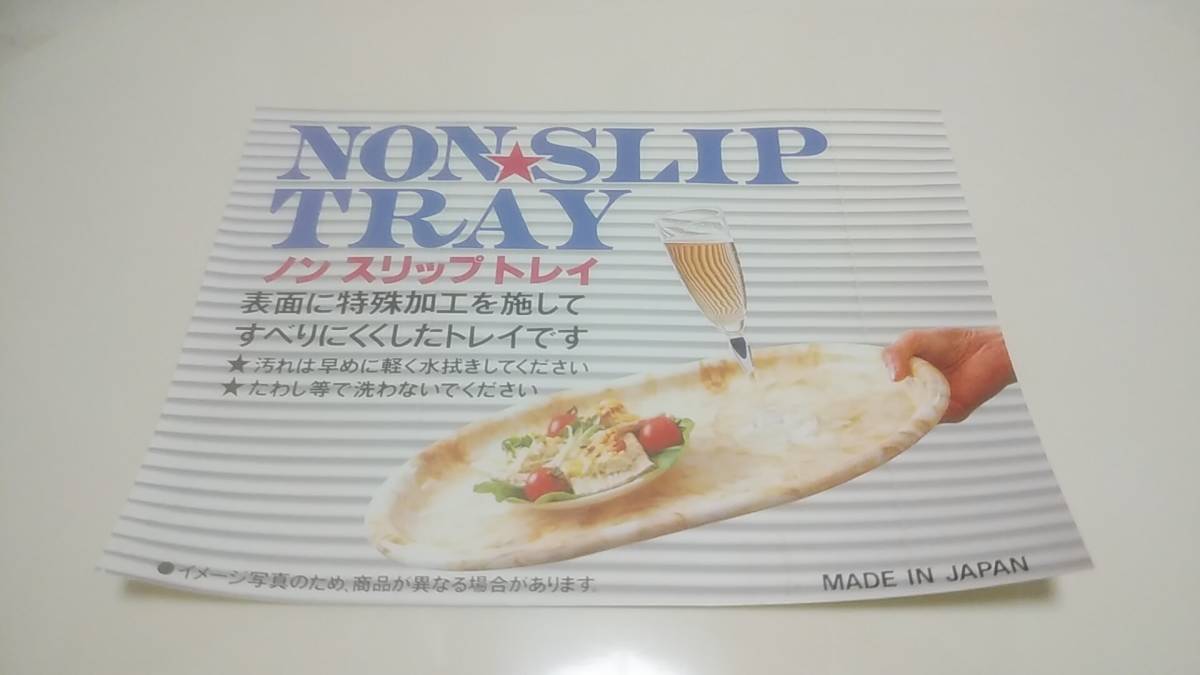 NON★SLIP
TRAY
ノン スリップ トレイ
表面に特殊加工を施して
すべりにくくしたトレイです
★汚れは早めに軽く水拭きしてください
★たわし等で洗わないでください
●イメージ写真のため、商品が異なる場合があります。
MADE IN JAPAN